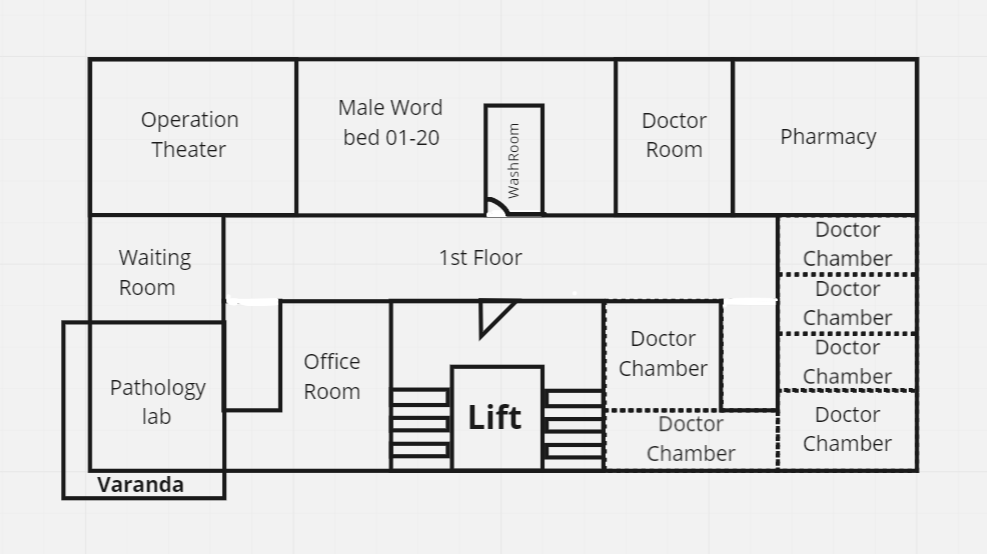 Operation
Theater
Male Word
bed 01-20
WashRoom
Doctor
Room
Pharmacy
Waiting
Room
1st Floor
Doctor
Chamber
Doctor
Chamber
Doctor
Chamber
Doctor
Chamber
Pathology
lab
Office
Room
Lift
Doctor
Chamber
Doctor
Chamber
Varanda